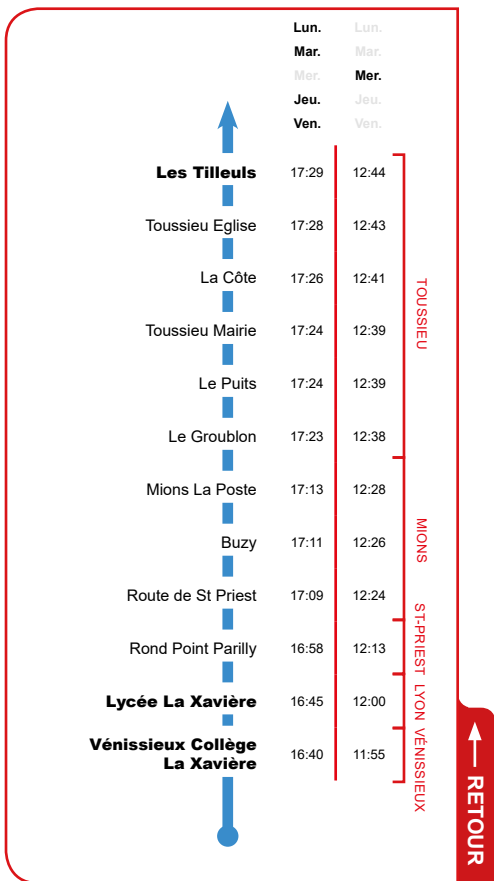 Lun. Lun.
Mar. Mar.
Mer. Mer.
Jeu. Jeu.
Ven. Ven.
Les Tilleuls 17:29 12:44
Toussieu Eglise 17:28 12:43
La Côte 17:26 12:41
Toussieu Mairie 17:24 12:39
Le Puits 17:24 12:39
Le Groublon 17:23 12:38
Mions La Poste 17:13 12:28
Buzy 17:11 12:26
Route de St Priest 17:09 12:24
Rond Point Parilly 16:58 12:13
Lycée La Xavière 16:45 12:00
Vénissieux Collège
La Xavière 16:40 11:55
TOUSSIEU
MIONS
ST-PRIEST
LYON
VÉNISSIEUX
RETOUR